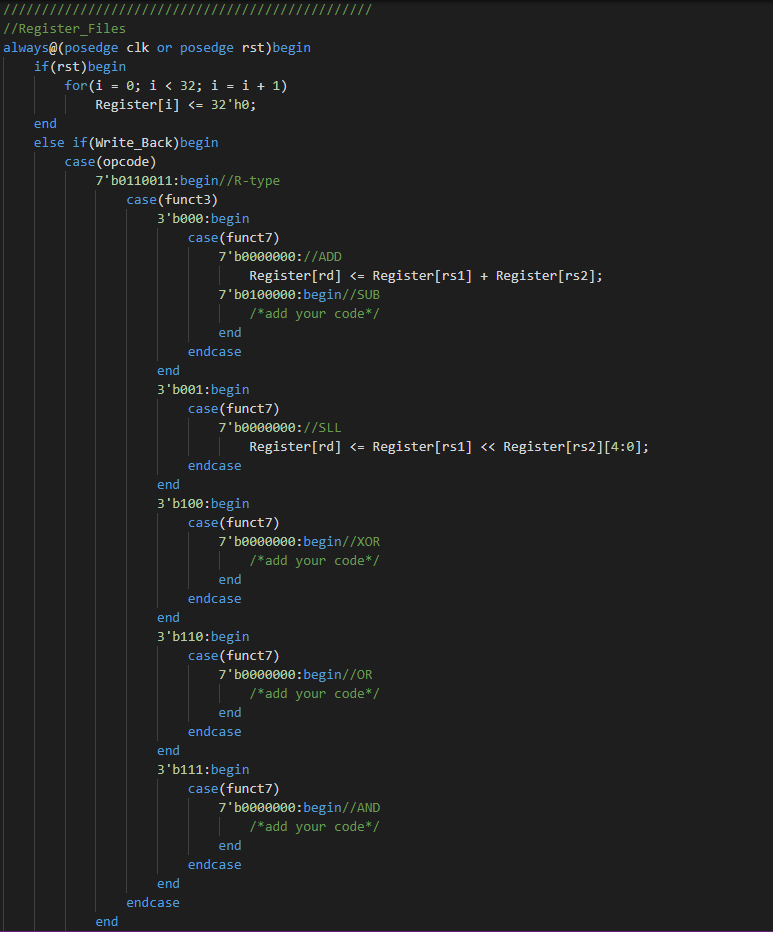 ////////////////////////////////////////////////
//Register_Files
always@(posedge clk or posedge rst)begin
    if(rst)begin
        for(i = 0; i < 32; i = i + 1)
            Register[i] <= 32'h0;
    end
    else if(Write_Back)begin
        case(opcode)
            7'b0110011:begin//R-type
                case(funct3)
                    3'b000:begin
                        case(funct7)
                            7'b0000000://ADD
                                Register[rd] <= Register[rs1] + Register[rs2];
                            7'b0100000:begin//SUB
                                /*add your code*/
                            end
                        endcase
                    end
                    3'b001:begin
                        case(funct7)
                            7'b0000000://SLL
                                Register[rd] <= Register[rs1] << Register[rs2][4:0];
                        endcase
                    end
                    3'b100:begin
                        case(funct7)
                            7'b0000000:begin//XOR
                                /*add your code*/
                            end
                        endcase
                    end
                    3'b110:begin
                        case(funct7)
                            7'b0000000:begin//OR
                                /*add your code*/
                            end
                        endcase
                    end
                    3'b111:begin
                        case(funct7)
                            7'b0000000:begin//AND
                                /*add your code*/
                            end
                        endcase
                    end
                endcase
            end